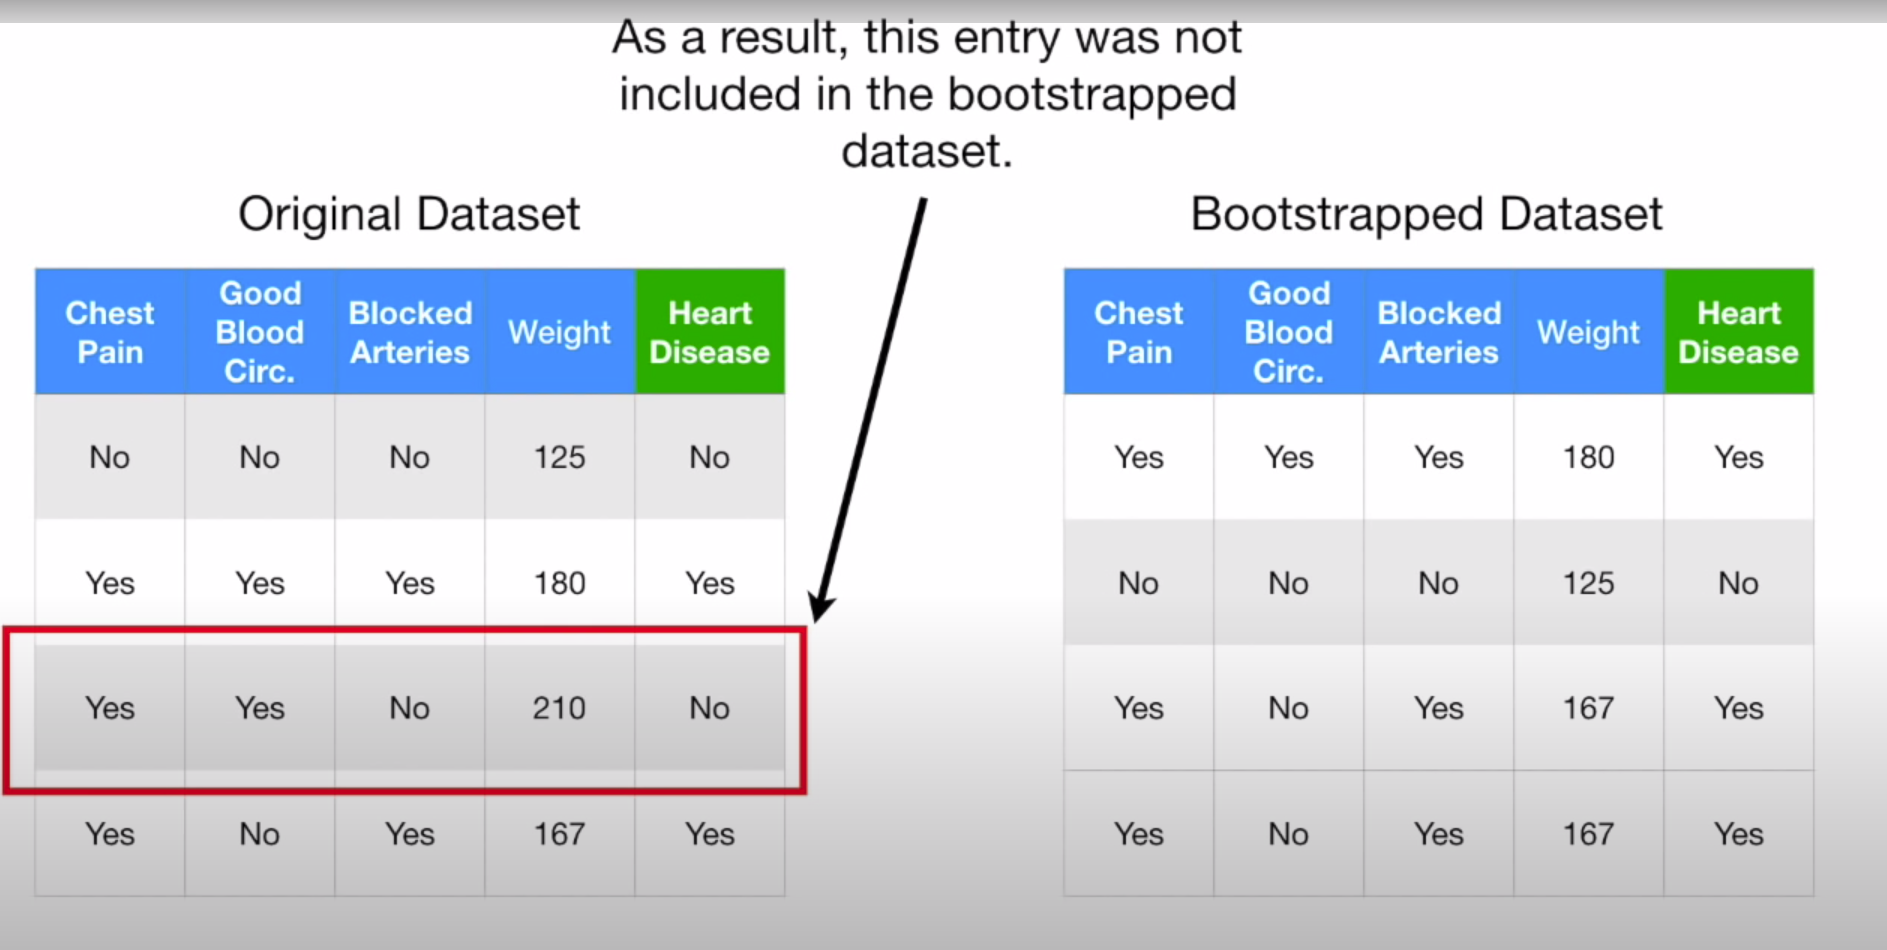 As a result, this entry was not
included in the bootstrapped
dataset.
Original Dataset
Chest Pain Good Blood Circ. Blocked Arteries Weight Heart Disease
No No No 125 No
Yes Yes Yes 180 Yes
Yes Yes No 210 No
Yes No Yes 167 Yes
Bootstrapped Dataset
Chest Pain Good Blood Circ. Blocked Arteries Weight Heart Disease
Yes Yes Yes 180 Yes
No No No 125 No
Yes No Yes 167 Yes
Yes No Yes 167 Yes